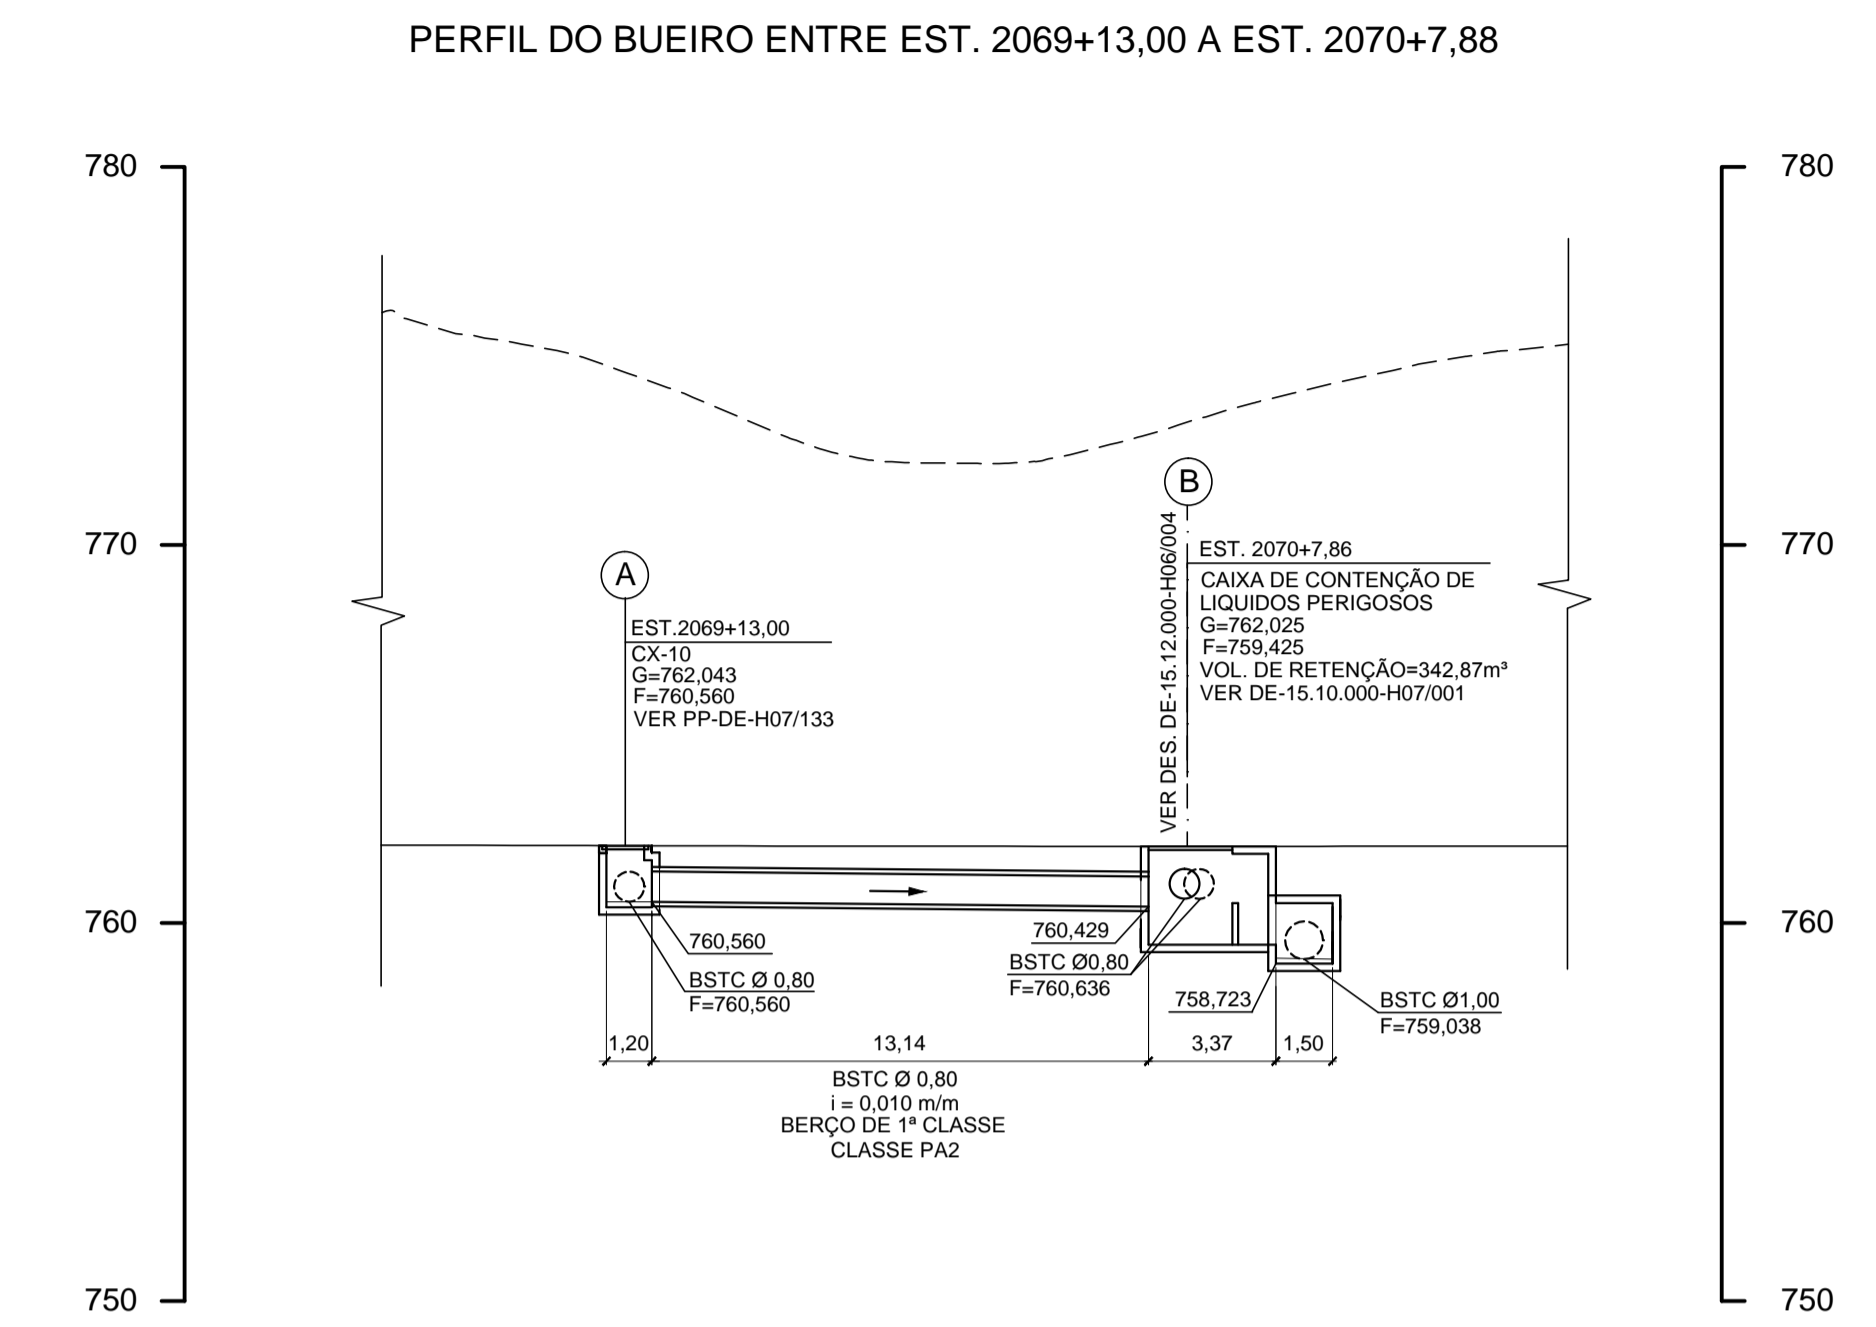 PERFIL DO BUEIRO ENTRE EST. 2069+13,00 A EST. 2070+7,88
780
780
770
770
760
760
750
750
A
EST.2069+13,00
CX-10
G=762,043
F=760,560
VER PP-DE-H07/133
B
VER DES. DE-15.12.000-H06/004
EST. 2070+7,86
CAIXA DE CONTENÇÃO DE
LIQUIDOS PERIGOSOS
G=762,025
F=759,425
VOL. DE RETENÇÃO=342,87m³
VER DE-15.10.000-H07/001
760,560
BSTC Ø 0,80
F=760,560
760,429
BSTC Ø0,80
F=760,636
758,723
BSTC Ø1,00
F=759,038
1,20
13,14
3,37
1,50
BSTC Ø 0,80
i = 0,010 m/m
BERÇO DE 1ª CLASSE
CLASSE PA2